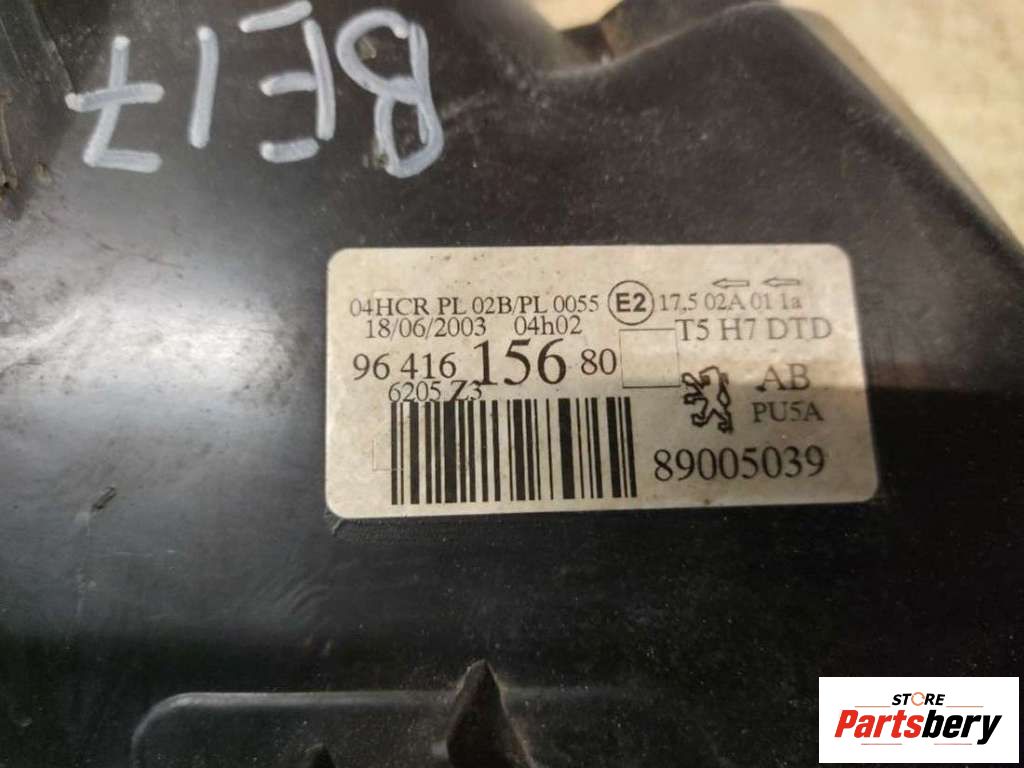 BE17
04HCR PL 02B/PL 0055 E2 17,5 02A 01 1a
18/06/2003 04h02 T5 H7 DTD
96 416 156 80
6205 Z3
AB
PU5A
89005039
STORE
Partsbery